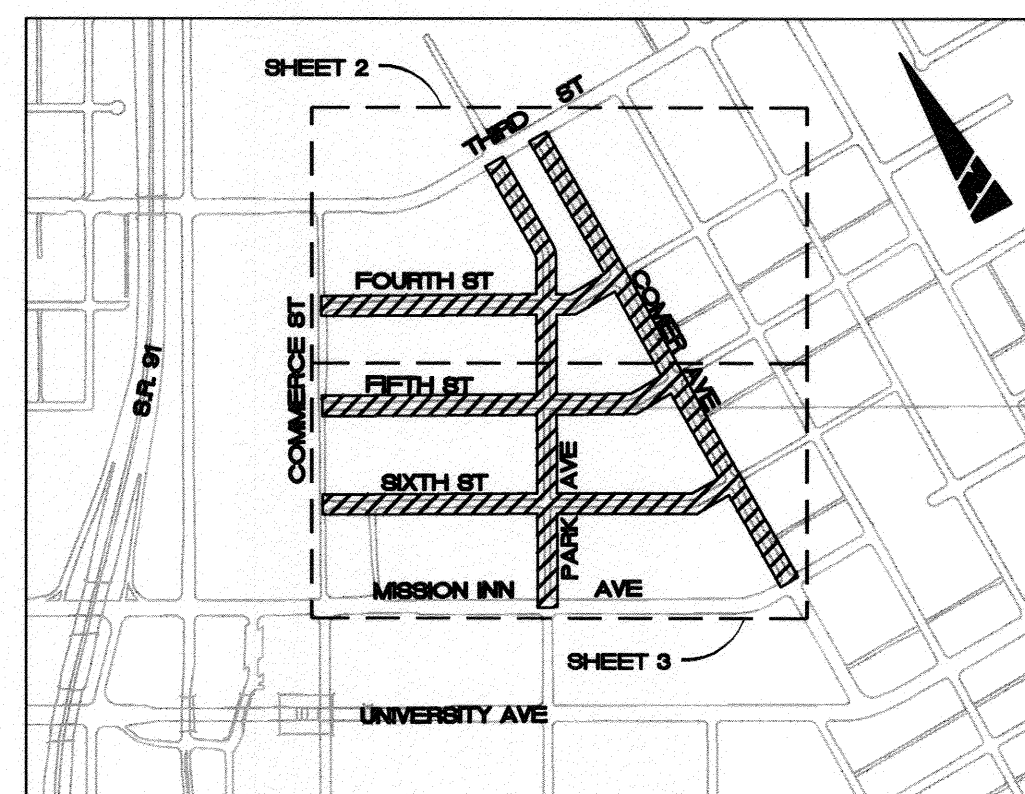 SHEET 2
THIRD ST
FOURTH ST
COMER AVE
COMMERCE ST
S.R. 91
FIFTH ST
SIXTH ST
PARK AVE
MISSION INN AVE
SHEET 3
UNIVERSITY AVE
N